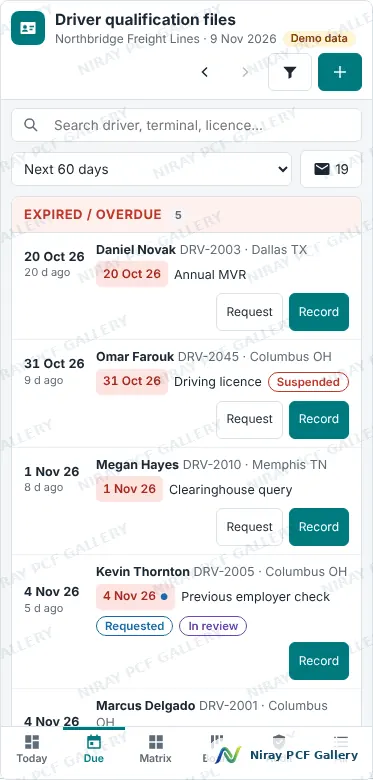 Driver qualification files
Northbridge Freight Lines · 9 Nov 2026 Demo data
Search driver, terminal, licence...
Next 60 days 19
EXPIRED / OVERDUE 5
20 Oct 26 Daniel Novak DRV-2003 · Dallas TX
20 d ago 20 Oct 26 Annual MVR
Request Record
31 Oct 26 Omar Farouk DRV-2045 · Columbus OH
9 d ago 31 Oct 26 Driving licence Suspended
Request Record
1 Nov 26 Megan Hayes DRV-2010 · Memphis TN
8 d ago 1 Nov 26 Clearinghouse query
Request Record
4 Nov 26 Kevin Thornton DRV-2005 · Columbus OH
5 d ago 4 Nov 26 Previous employer check
Requested In review
Record
4 Nov 26 Marcus Delgado DRV-2001 · Columbus
OH
Today Due Matrix
Niray PCF Gallery
NIRAY PCF GALLERY